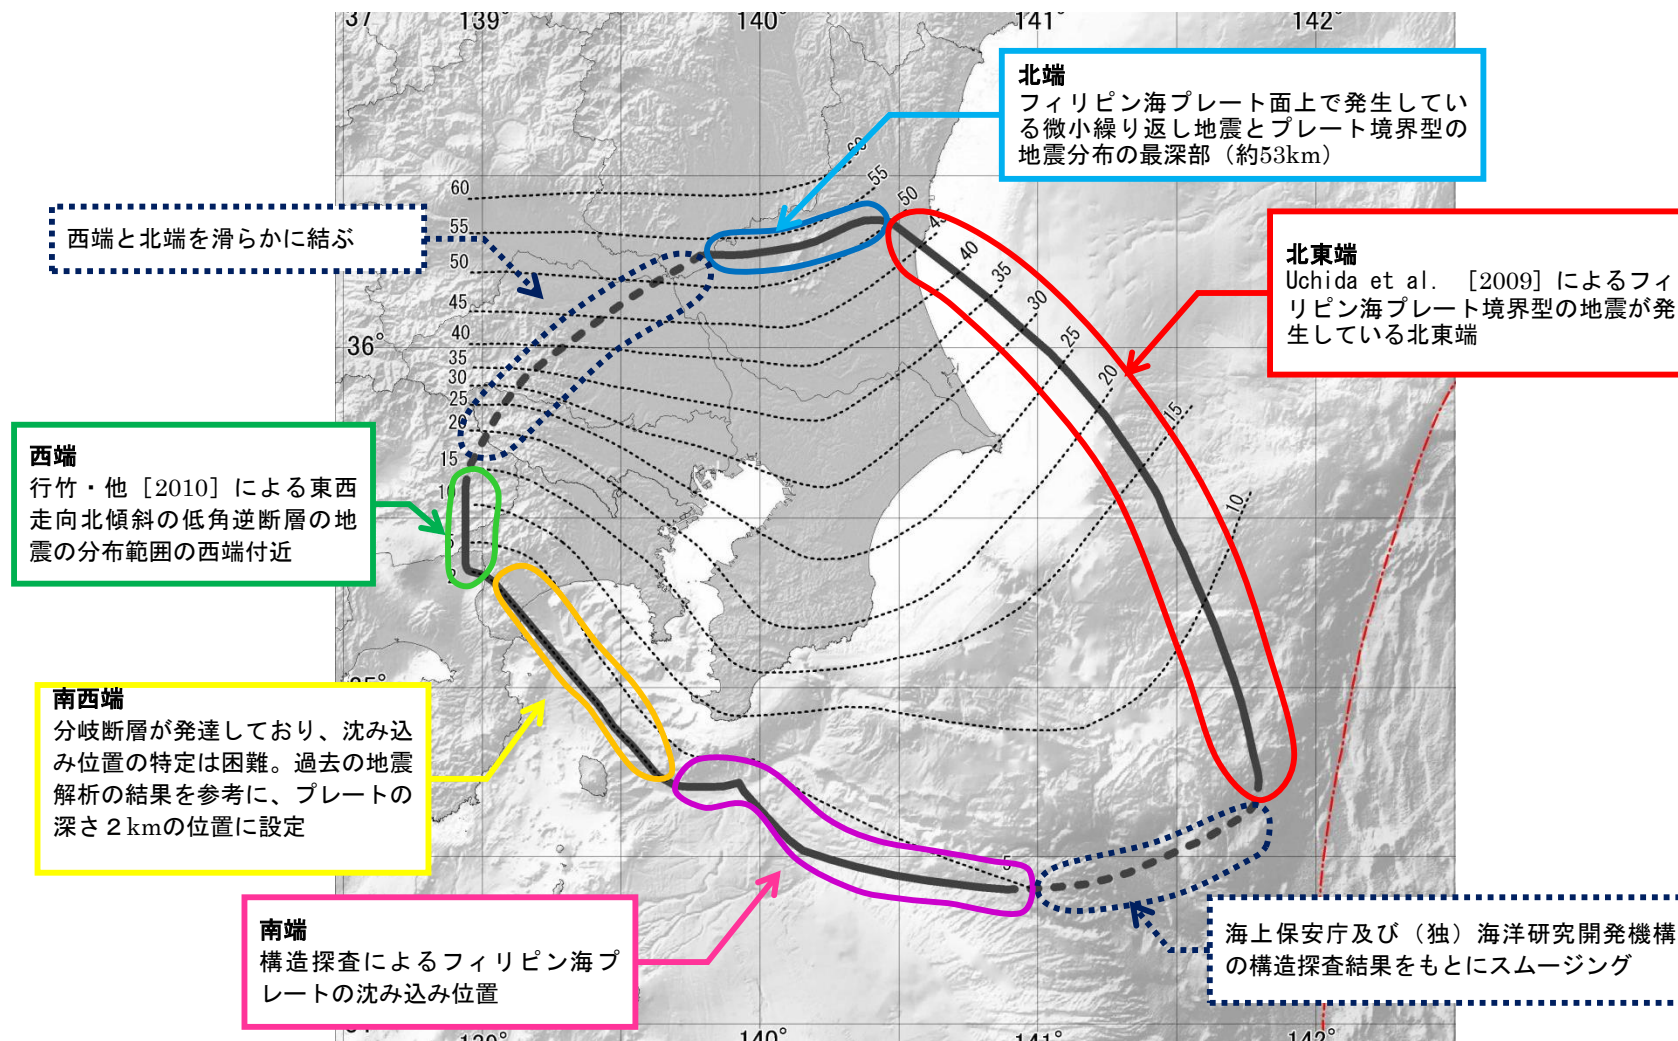 37
139°
140°
141°
142°
北端
フィリピン海プレート面上で発生してい
る微小繰り返し地震とプレート境界型の
地震分布の最深部（約53km）
60
55
50
45
40
35
30
25
20
15
10
5
2
60
55
50
45
40
35
30
25
20
15
10
5
36°
西端と北端を滑らかに結ぶ
北東端
Uchida et al. ［2009］によるフィ
リピン海プレート境界型の地震が発
生している北東端
西端
行竹・他［2010］による東西
走向北傾斜の低角逆断層の地
震の分布範囲の西端付近
35°
南西端
分岐断層が発達しており、沈み込
み位置の特定は困難。過去の地震
解析の結果を参考に、プレートの
深さ２kmの位置に設定
南端
構造探査によるフィリピン海プ
レートの沈み込み位置
海上保安庁及び（独）海洋研究開発機構
の構造探査結果をもとにスムージング
139°
140°
141°
142°